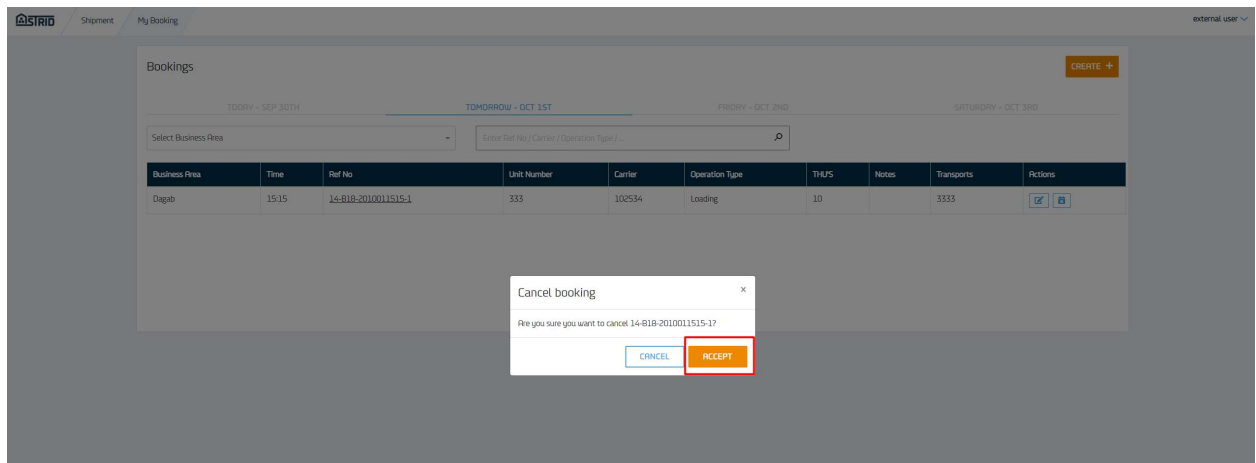 ASTRID Shipment My Booking external user
Bookings CREATE +
TODAY - SEP 30TH TOMORROW - OCT 1ST FRIDAY - OCT 2ND SATURDAY - OCT 3RD
Select Business Area Enter Ref No / Carrier / Operation Type / ...
Business Area Time Ref No Unit Number Carrier Operation Type THU'S Notes Transports Actions
Dagab 15:15 14-B18-2010011515-1 333 102534 Loading 10 3333
Cancel booking x
Are you sure you want to cancel 14-B18-2010011515-1?
CANCEL ACCEPT